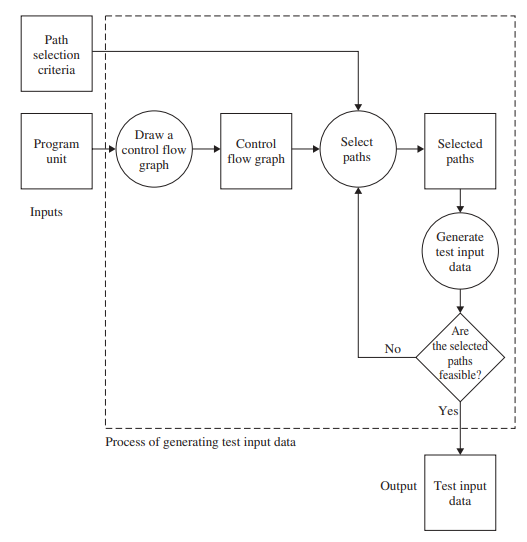 Path
selection
criteria
Program
unit
Inputs
Draw a
control flow
graph
Control
flow graph
Select
paths
Selected
paths
Generate
test input
data
Are
the selected
paths
feasible?
No
Yes
Process of generating test input data
Output
Test input
data